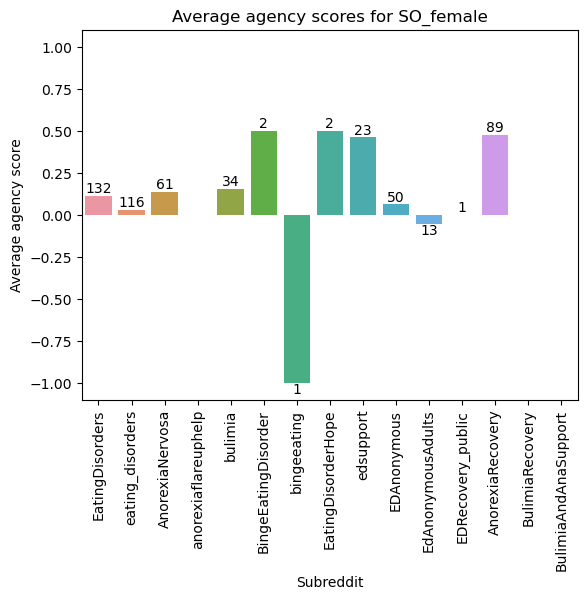 Average agency scores for SO_female
Average agency score
1.00
0.75
0.50
0.25
0.00
−0.25
−0.50
−0.75
−1.00
132
116
61
34
2
1
2
23
50
13
1
89
EatingDisorders
eating_disorders
AnorexiaNervosa
anorexiaflareuphelp
bulimia
BingeEatingDisorder
bingeeating
EatingDisorderHope
edsupport
EDAnonymous
EdAnonymousAdults
EDRecovery_public
AnorexiaRecovery
BulimiaRecovery
BulimiaAndAnaSupport
Subreddit